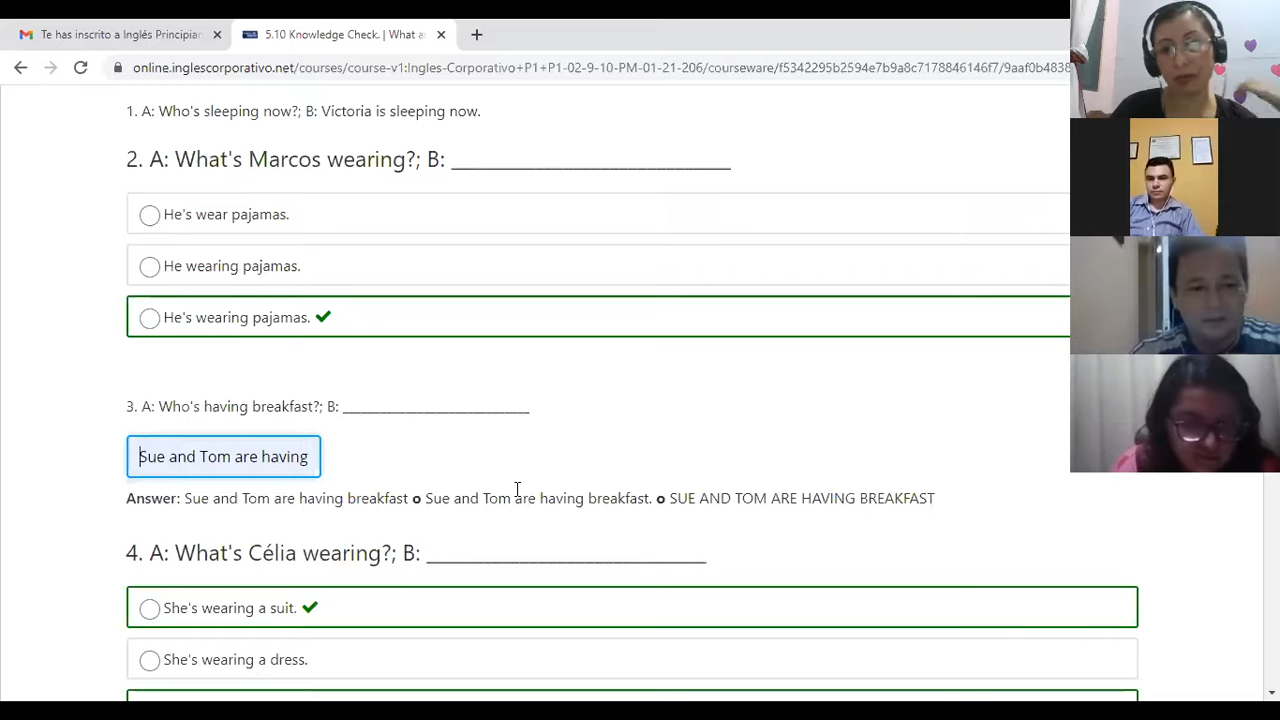 Te has inscrito a Inglés Principian
5.10 Knowledge Check. | What a
online.inglescorporativo.net/courses/course-v1:Ingles-Corporativo+P1+P1-02-9-10-PM-01-21-206/courseware/f5342295b2594e7b9a8c7178846146f7/9aaf0b4838
1. A: Who's sleeping now?; B: Victoria is sleeping now.
2. A: What's Marcos wearing?; B: ____________________________
He's wear pajamas.
He wearing pajamas.
He's wearing pajamas.
3. A: Who's having breakfast?; B: ____________________________
Sue and Tom are having
Answer: Sue and Tom are having breakfast o Sue and Tom are having breakfast. o SUE AND TOM ARE HAVING BREAKFAST
4. A: What's Célia wearing?; B: ____________________________
She's wearing a suit.
She's wearing a dress.